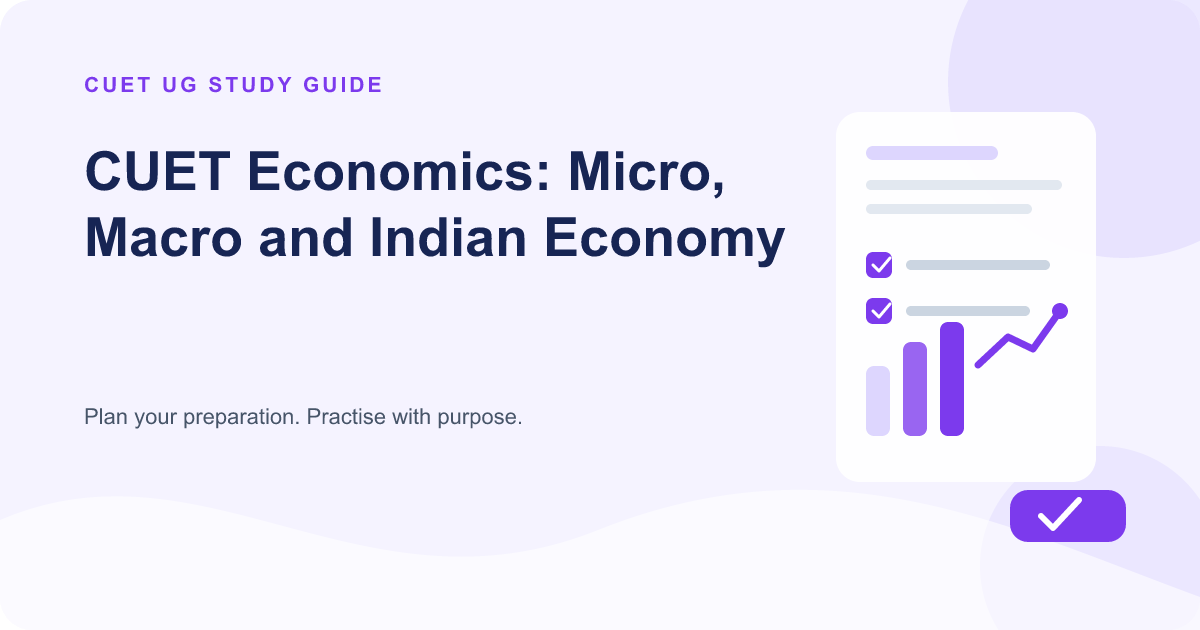 CUET UG STUDY GUIDE
CUET Economics: Micro,
Macro and Indian Economy
Plan your preparation. Practise with purpose.